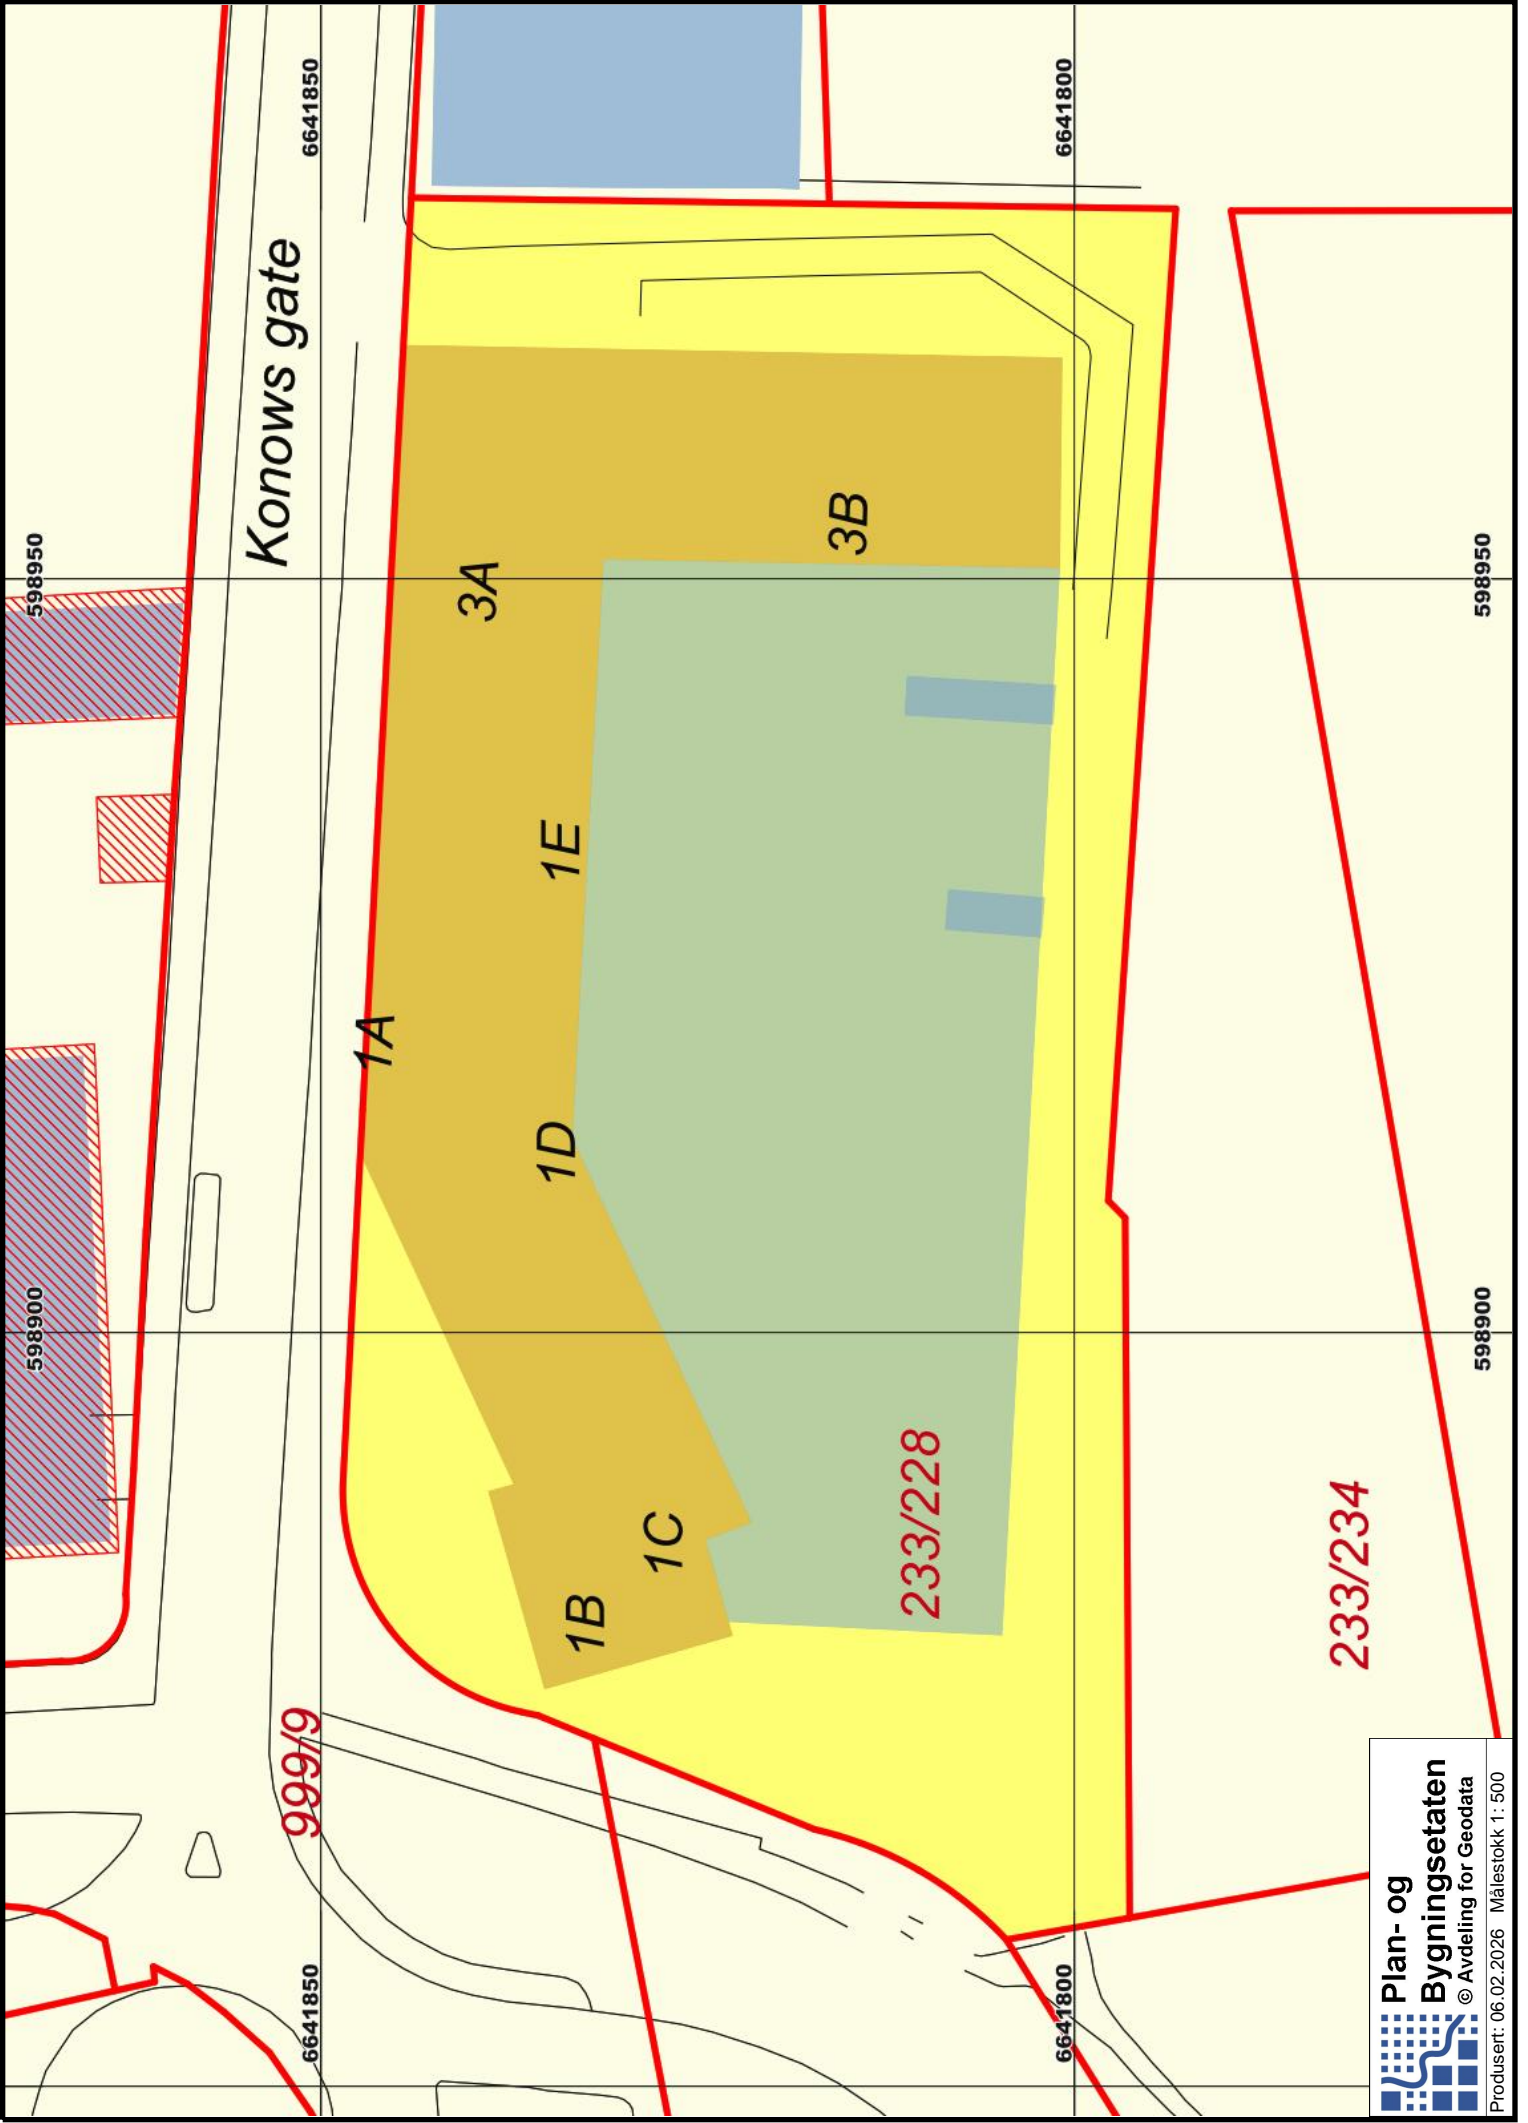 6641850
6641800
Konows gate
598950
598950
3A
3B
1E
1A
1D
598900
598900
1C
1B
233/228
233/234
999/9
6641850
6641800
Plan- og
Bygningsetaten
© Avdeling for Geodata
Produsert: 06.02.2026 Målestokk 1: 500